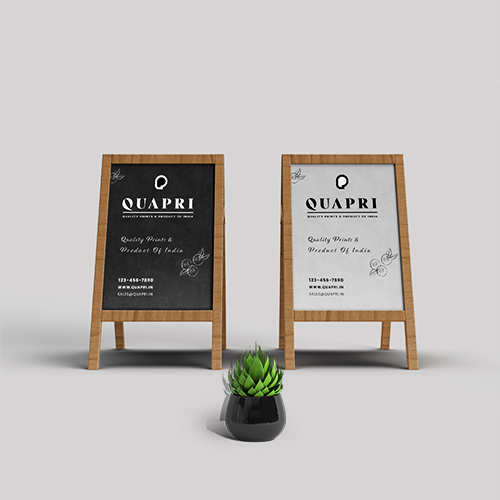 QUAPRI
QUALITY PRINTS & PRODUCT OF INDIA
Quality Prints &
Product Of India
123-456-7890
WWW.QUAPRI.IN
SALES@QUAPRI.IN
QUAPRI
QUALITY PRINTS & PRODUCT OF INDIA
Quality Prints &
Product Of India
123-456-7890
WWW.QUAPRI.IN
SALES@QUAPRI.IN